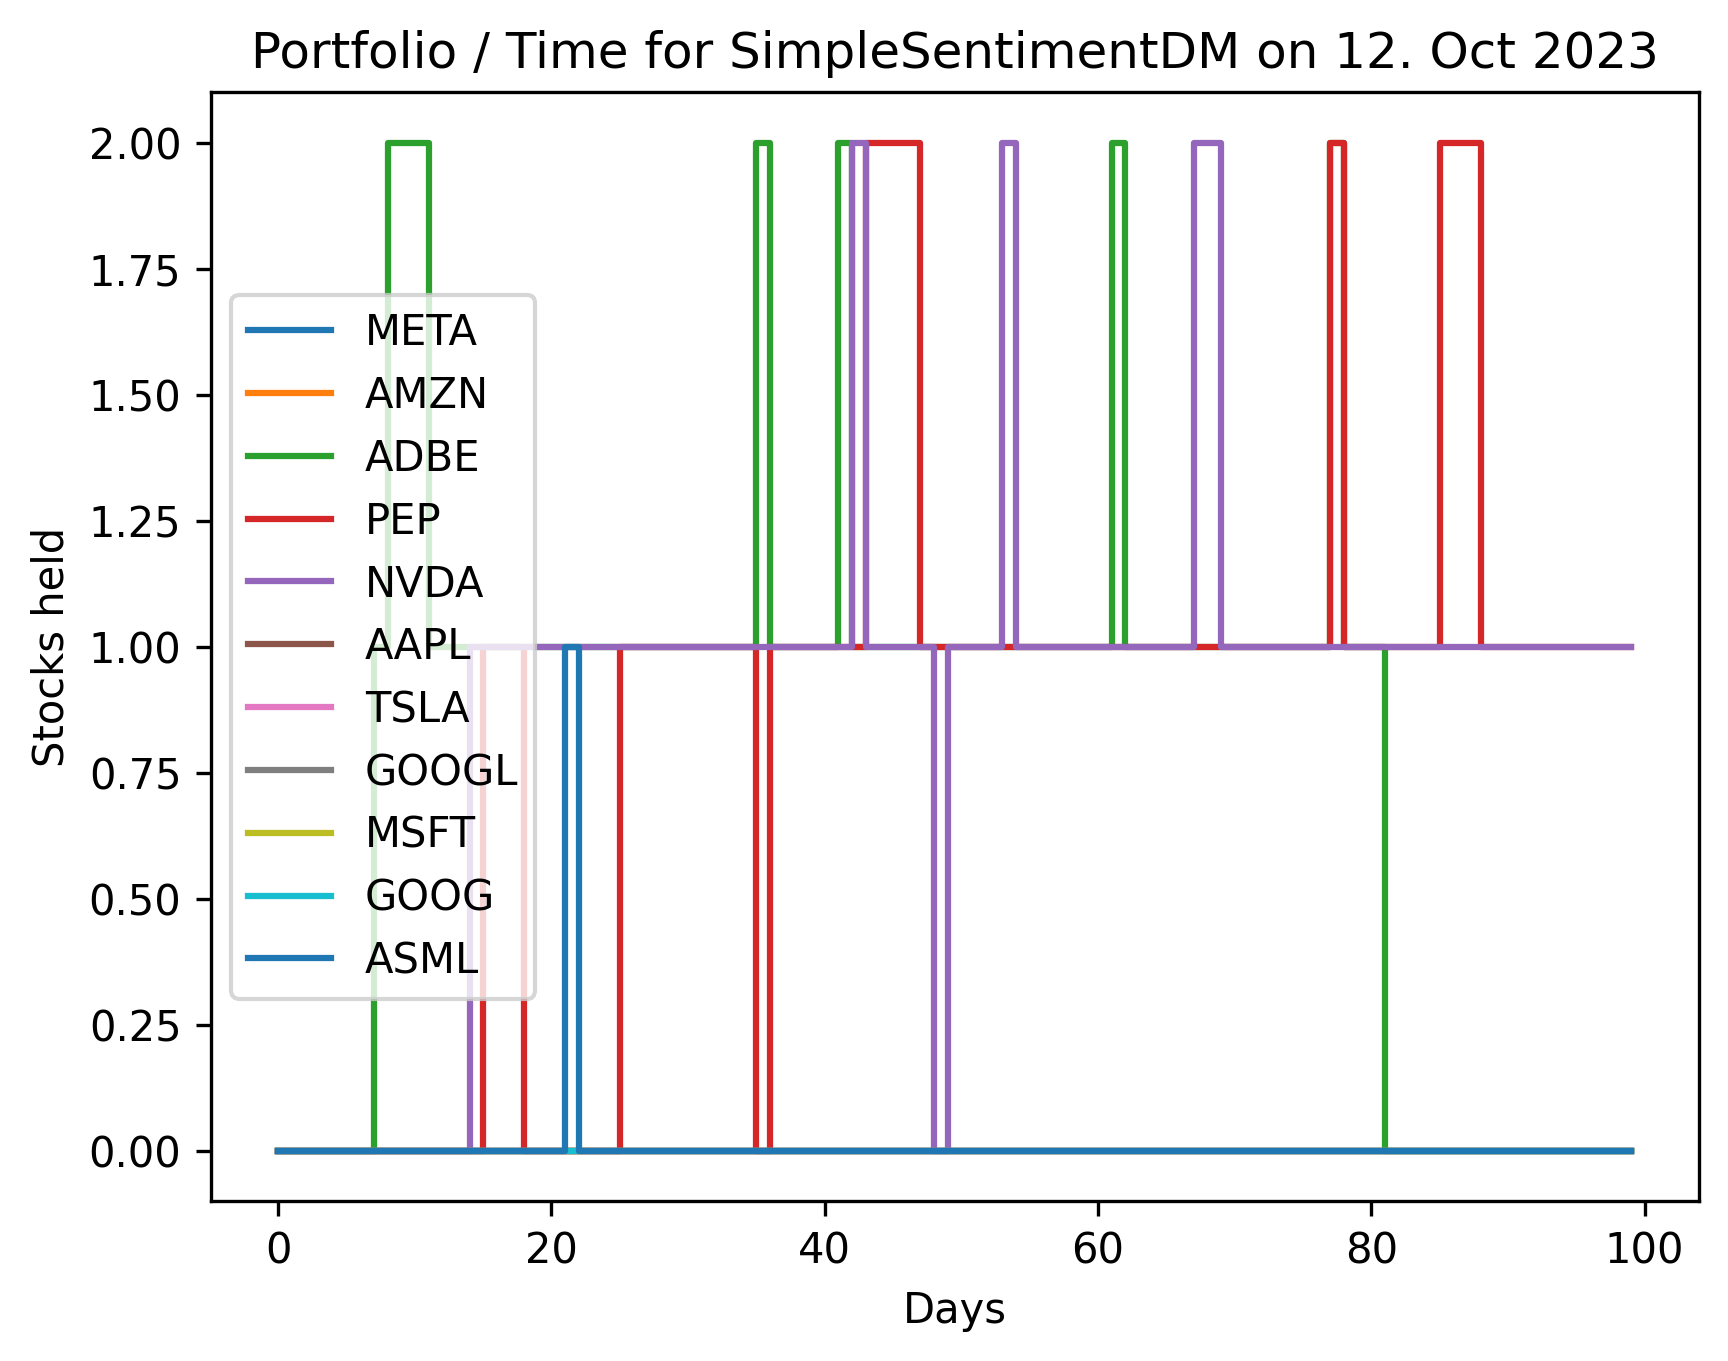 Portfolio / Time for SimpleSentimentDM on 12. Oct 2023
Stocks held
2.00
1.75
1.50
1.25
1.00
0.75
0.50
0.25
0.00
META
AMZN
ADBE
PEP
NVDA
AAPL
TSLA
GOOGL
MSFT
GOOG
ASML
0 20 40 60 80 100
Days